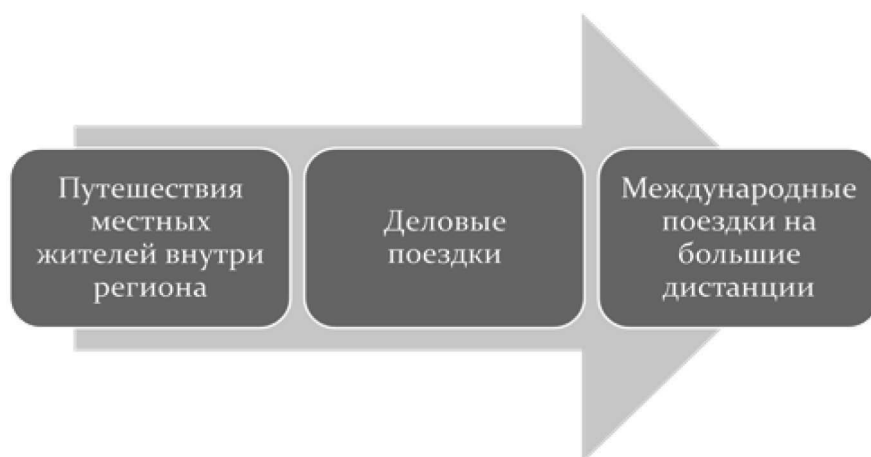 Путешествия
местных
жителей внутри
региона
Деловые
поездки
Международные
поездки на
большие
дистанции